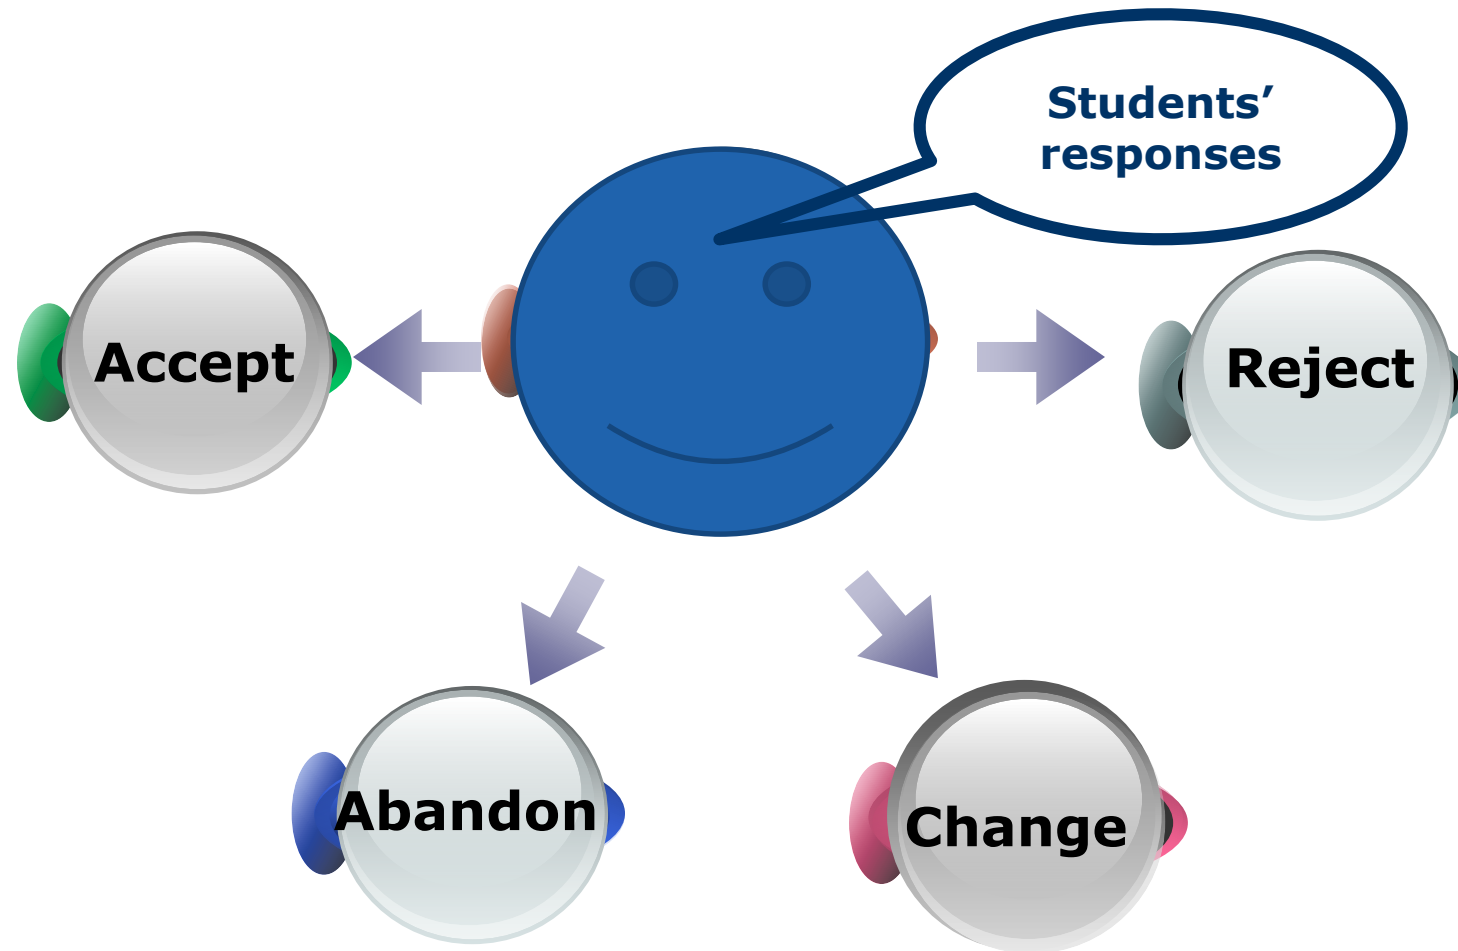 Students’
responses
Accept
Reject
Abandon
Change